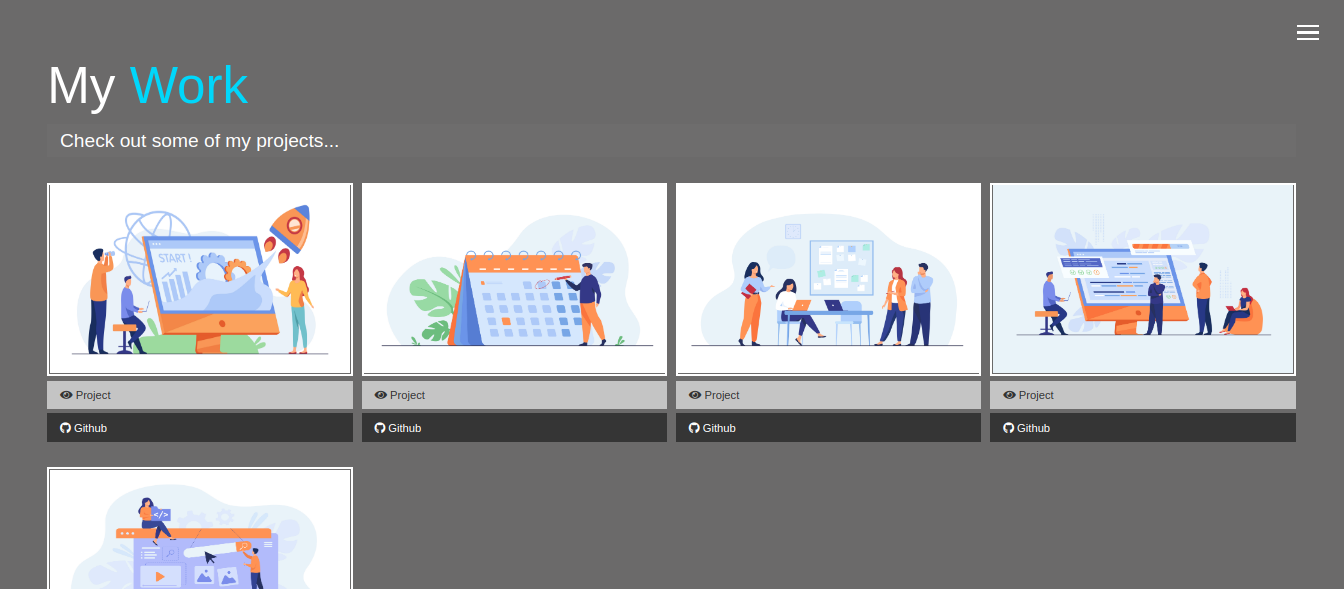 My Work
Check out some of my projects...
START !
Project
Project
Project
Project
Github
Github
Github
Github
</>